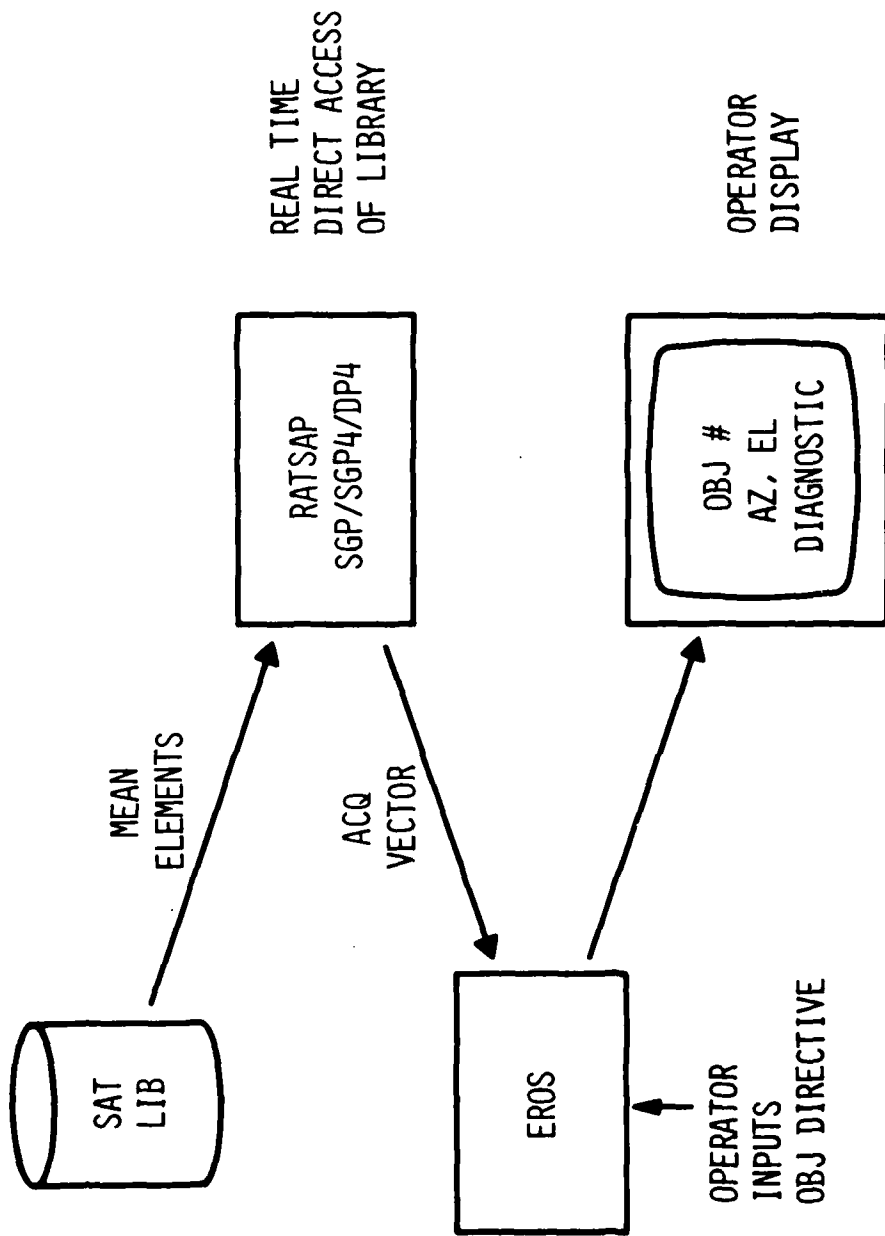 SAT
LIB
MEAN
ELEMENTS
RATSAP
SGP/SGP4/DP4
REAL TIME
DIRECT ACCESS
OF LIBRARY
ACQ
VECTOR
EROS
OPERATOR
INPUTS
OBJ DIRECTIVE
OBJ #
AZ, EL
DIAGNOSTIC
OPERATOR
DISPLAY